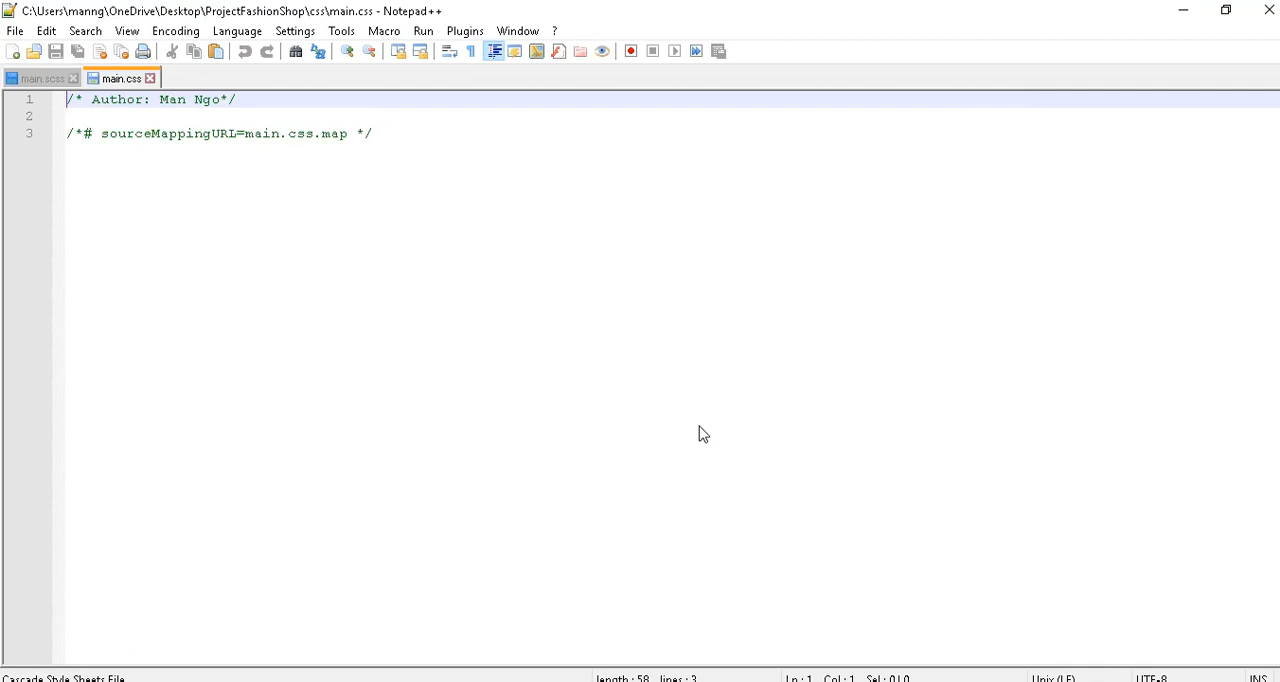 C:\Users\manng\OneDrive\Desktop\ProjectFashionShop\css\main.css - Notepad++
File Edit Search View Encoding Language Settings Tools Macro Run Plugins Window ?
main.scss main.css
1 /* Author: Man Ngo*/
2
3 /*# sourceMappingURL=main.css.map */
Cascade Style Sheets File length : 58 lines : 3 Ln : 1 Col : 1 Sel : 0 | 0 Unix (LF) UTF-8 INS